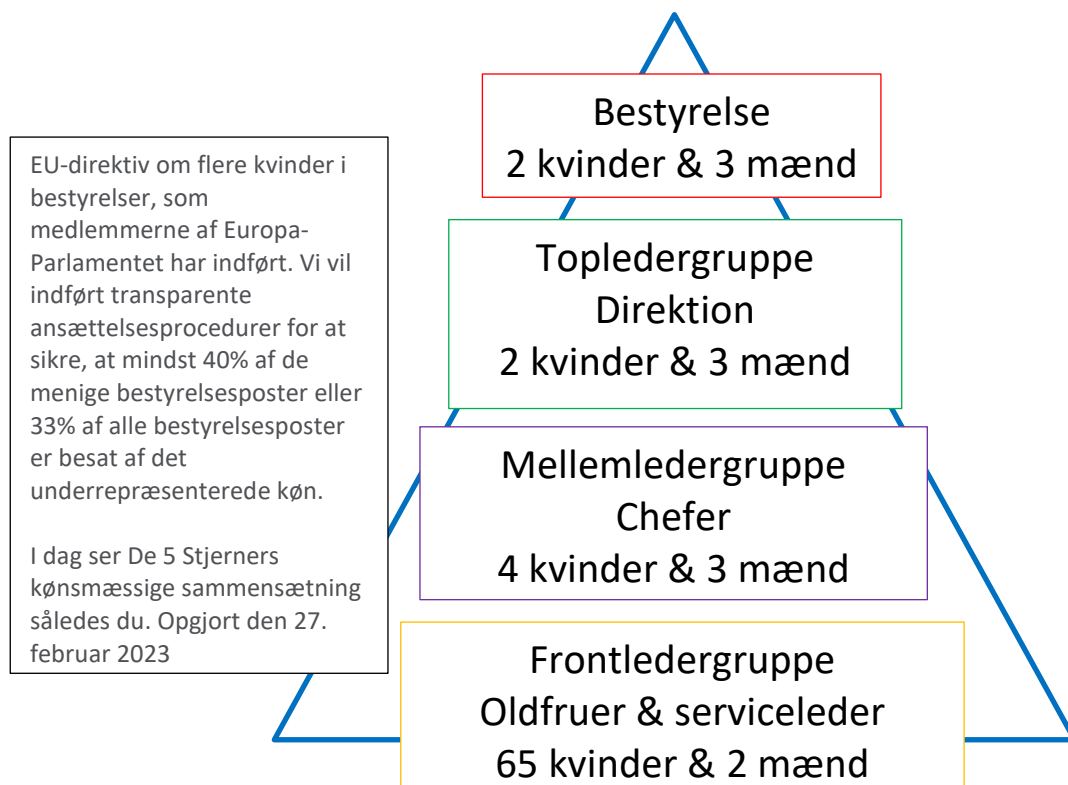 Bestyrelse
2 kvinder & 3 mænd
EU-direktiv om flere kvinder i
bestyrelser, som
medlemmerne af Europa-
Parlamentet har indført. Vi vil
indført transparente
ansættelsesprocedurer for at
sikre, at mindst 40% af de
menige bestyrelsesposter eller
33% af alle bestyrelsesposter
er besat af det
underrepræsenterede køn.
I dag ser De 5 Stjerners
kønsmæssige sammensætning
således du. Opgjort den 27.
februar 2023
Topledergruppe
Direktion
2 kvinder & 3 mænd
Mellemledergruppe
Chefer
4 kvinder & 3 mænd
Frontledergruppe
Oldfruer & serviceleder
65 kvinder & 2 mænd